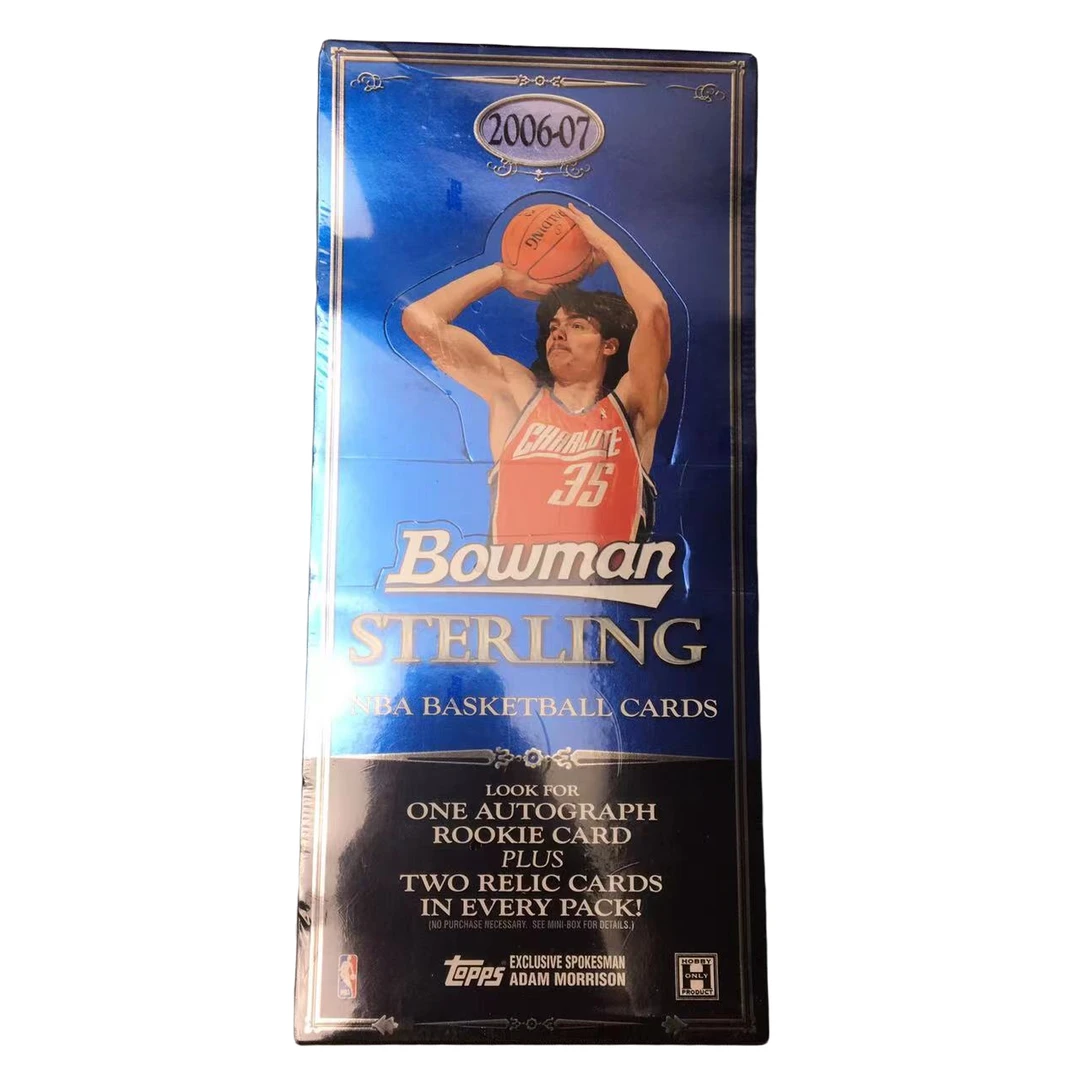 2006-07
SPALDING
CHARLOTTE
35
Bowman
STERLING
NBA BASKETBALL CARDS
LOOK FOR
ONE AUTOGRAPH
ROOKIE CARD
PLUS
TWO RELIC CARDS
IN EVERY PACK!
(NO PURCHASE NECESSARY. SEE MINI-BOX FOR DETAILS.)
topps EXCLUSIVE SPOKESMAN
ADAM MORRISON
HOBBY
H
ONLY
PRODUCT
NBA